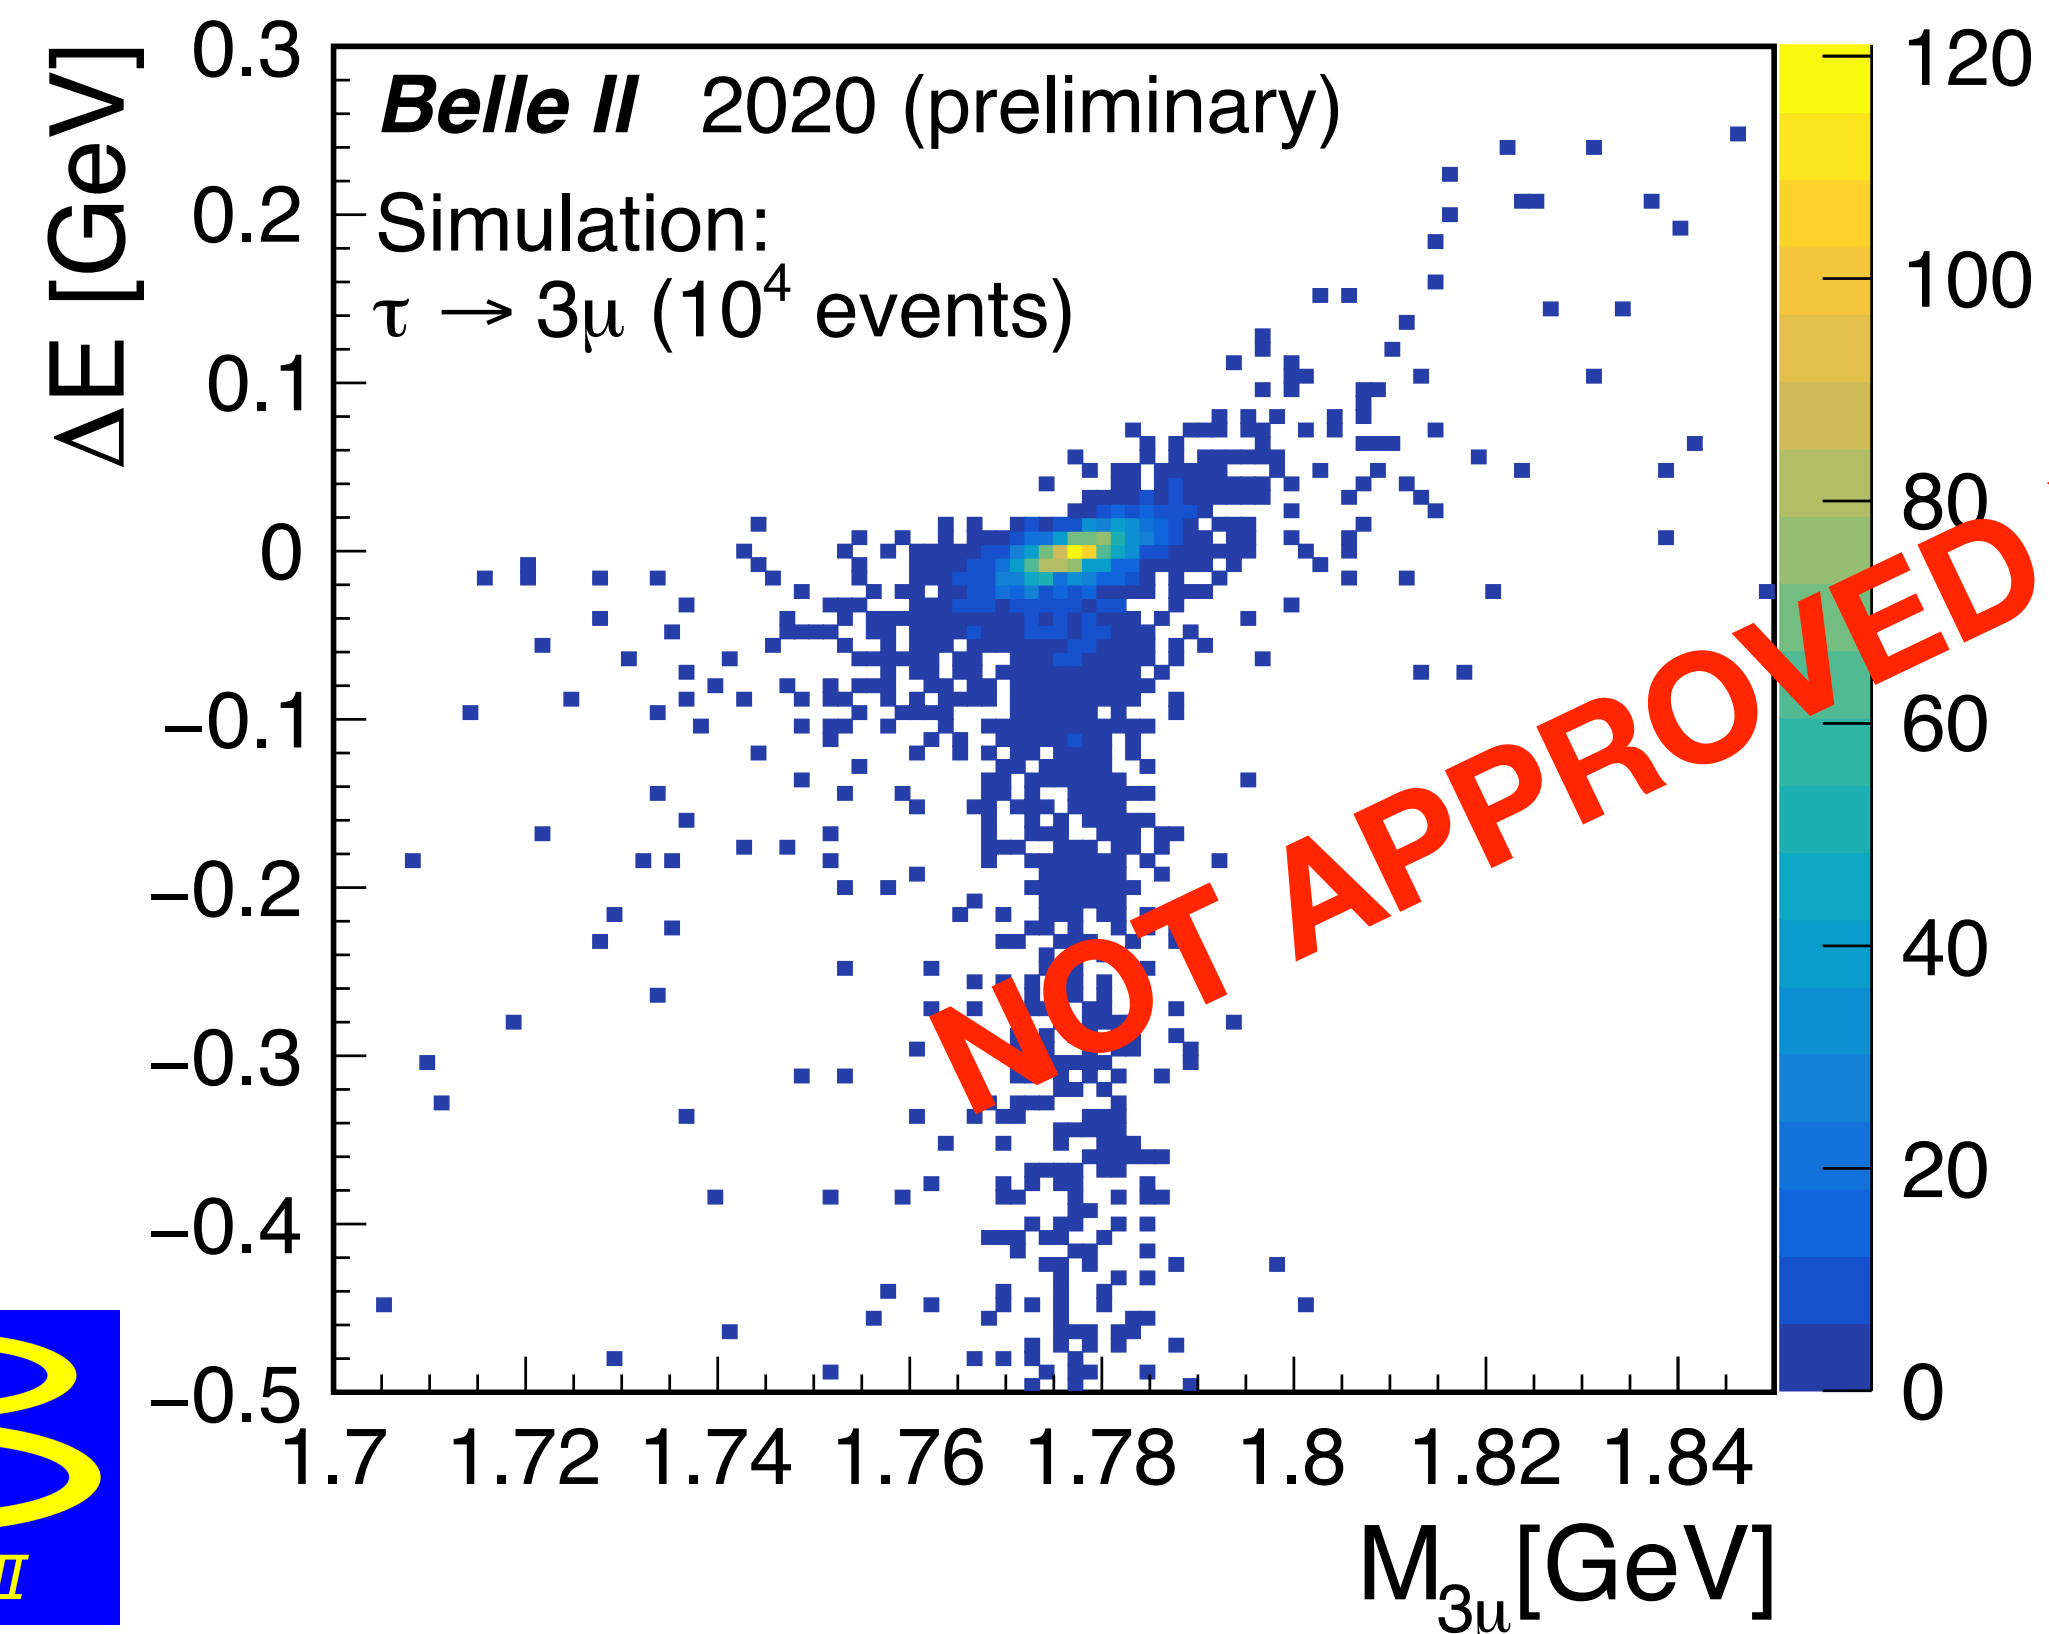 ΔE [GeV]
0.3
0.2
0.1
0
−0.1
−0.2
−0.3
−0.4
−0.5
Belle II 2020 (preliminary)
Simulation:
τ → 3μ (10⁴ events)
NOT APPROVED
120
100
80
60
40
20
0
1.7 1.72 1.74 1.76 1.78 1.8 1.82 1.84
M₃μ [GeV]
II